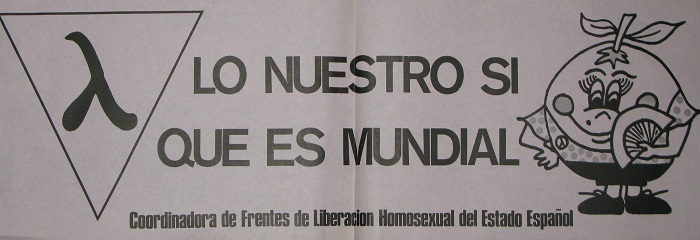 λ
LO NUESTRO SI
QUE ES MUNDIAL
Coordinadora de Frentes de Liberacion Homosexual del Estado Español